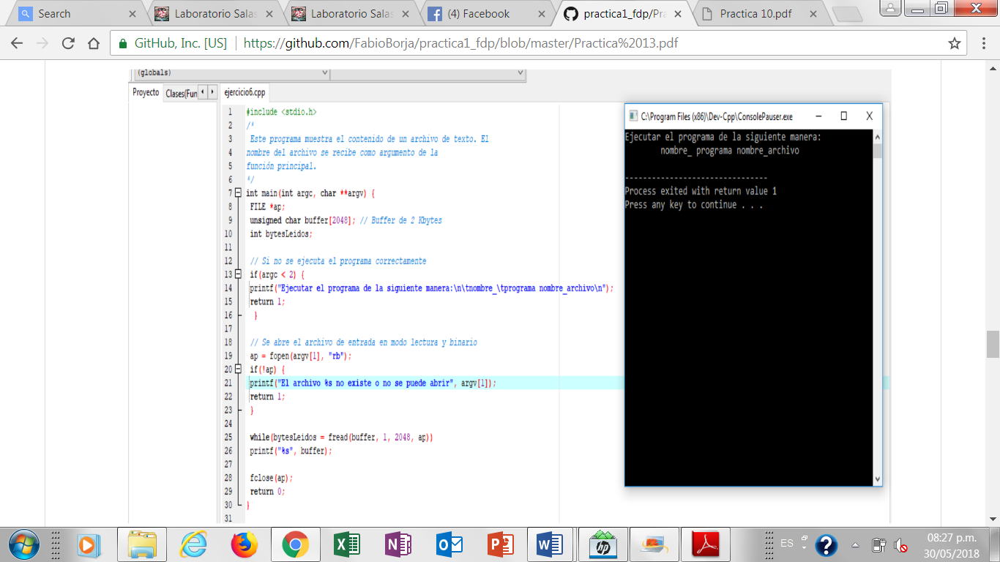 Search
Laboratorio Salas
Laboratorio Salas
(4) Facebook
practica1_fdp/Pra
Practica 10.pdf
GitHub, Inc. [US]
https://github.com/FabioBorja/practica1_fdp/blob/master/Practica%2013.pdf
(globals)
Proyecto
Clases(Fun
ejercicio6.cpp
1 #include <stdio.h>
2 /*
3 Este programa muestra el contenido de un archivo de texto. El
4 nombre del archivo se recibe como argumento de la
5 función principal.
6 */
7 int main(int argc, char **argv) {
8 FILE *ap;
9 unsigned char buffer[2048]; // Buffer de 2 Kbytes
10 int bytesLeidos;
11
12 // Si no se ejecuta el programa correctamente
13 if(argc < 2) {
14 printf("Ejecutar el programa de la siguiente manera:\n\tnombre_\tprograma nombre_archivo\n");
15 return 1;
16 }
17
18 // Se abre el archivo de entrada en modo lectura y binario
19 ap = fopen(argv[1], "rb");
20 if(!ap) {
21 printf("El archivo %s no existe o no se puede abrir", argv[1]);
22 return 1;
23 }
24
25 while(bytesLeidos = fread(buffer, 1, 2048, ap))
26 printf("%s", buffer);
27
28 fclose(ap);
29 return 0;
30 }
31
C:\Program Files (x86)\Dev-Cpp\ConsolePauser.exe
Ejecutar el programa de la siguiente manera:
nombre_ programa nombre_archivo
--------------------------------
Process exited with return value 1
Press any key to continue . . .
ES
08:27 p.m.
30/05/2018